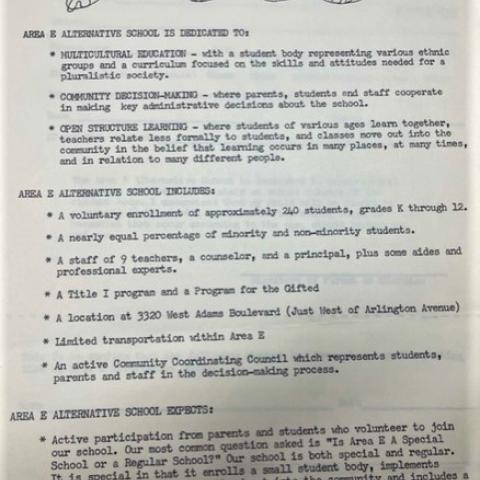 AREA E ALTERNATIVE SCHOOL IS DEDICATED TO:
* MULTICULTURAL EDUCATION - with a student body representing various ethnic
groups and a curriculum focused on the skills and attitudes needed for a
pluralistic society.
* COMMUNITY DECISION-MAKING - where parents, students and staff cooperate
in making key administrative decisions about the school.
* OPEN STRUCTURE LEARNING - where students of various ages learn together,
teachers relate less formally to students, and classes move out into the
community in the belief that learning occurs in many places, at many times,
and in relation to many different people.
AREA E ALTERNATIVE SCHOOL INCLUDES:
* A voluntary enrollment of approximately 240 students, grades K through 12.
* A nearly equal percentage of minority and non-minority students.
* A staff of 9 teachers, a counselor, and a principal, plus some aides and
professional experts.
* A Title I program and a Program for the Gifted
* A location at 3320 West Adams Boulevard (Just West of Arlington Avenue)
* Limited transportation within Area E
* An active Community Coordinating Council which represents students,
parents and staff in the decision-making process.
AREA E ALTERNATIVE SCHOOL EXPECTS:
* Active participation from parents and students who volunteer to join
our school. Our most common question asked is "Is Area E A Special
School or a Regular School?" Our school is both special and regular.
It is special in that it enrolls a small student body, implements
into the community and includes a